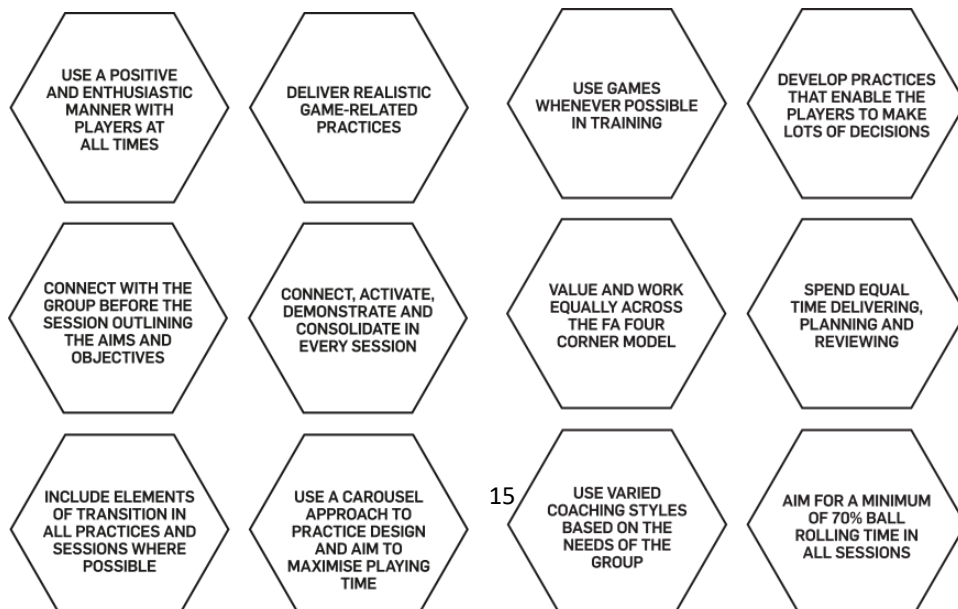 USE A POSITIVE
AND ENTHUSIASTIC
MANNER WITH
PLAYERS AT
ALL TIMES
DELIVER REALISTIC
GAME-RELATED
PRACTICES
USE GAMES
WHENEVER POSSIBLE
IN TRAINING
DEVELOP PRACTICES
THAT ENABLE THE
PLAYERS TO MAKE
LOTS OF DECISIONS
CONNECT WITH THE
GROUP BEFORE THE
SESSION OUTLINING
THE AIMS AND
OBJECTIVES
CONNECT, ACTIVATE,
DEMONSTRATE AND
CONSOLIDATE IN
EVERY SESSION
VALUE AND WORK
EQUALLY ACROSS
THE FA FOUR
CORNER MODEL
SPEND EQUAL
TIME DELIVERING,
PLANNING AND
REVIEWING
INCLUDE ELEMENTS
OF TRANSITION IN
ALL PRACTICES AND
SESSIONS WHERE
POSSIBLE
USE A CAROUSEL
APPROACH TO
PRACTICE DESIGN
AND AIM TO
MAXIMISE PLAYING
TIME
15
USE VARIED
COACHING STYLES
BASED ON THE
NEEDS OF THE
GROUP
AIM FOR A MINIMUM
OF 70% BALL
ROLLING TIME IN
ALL SESSIONS